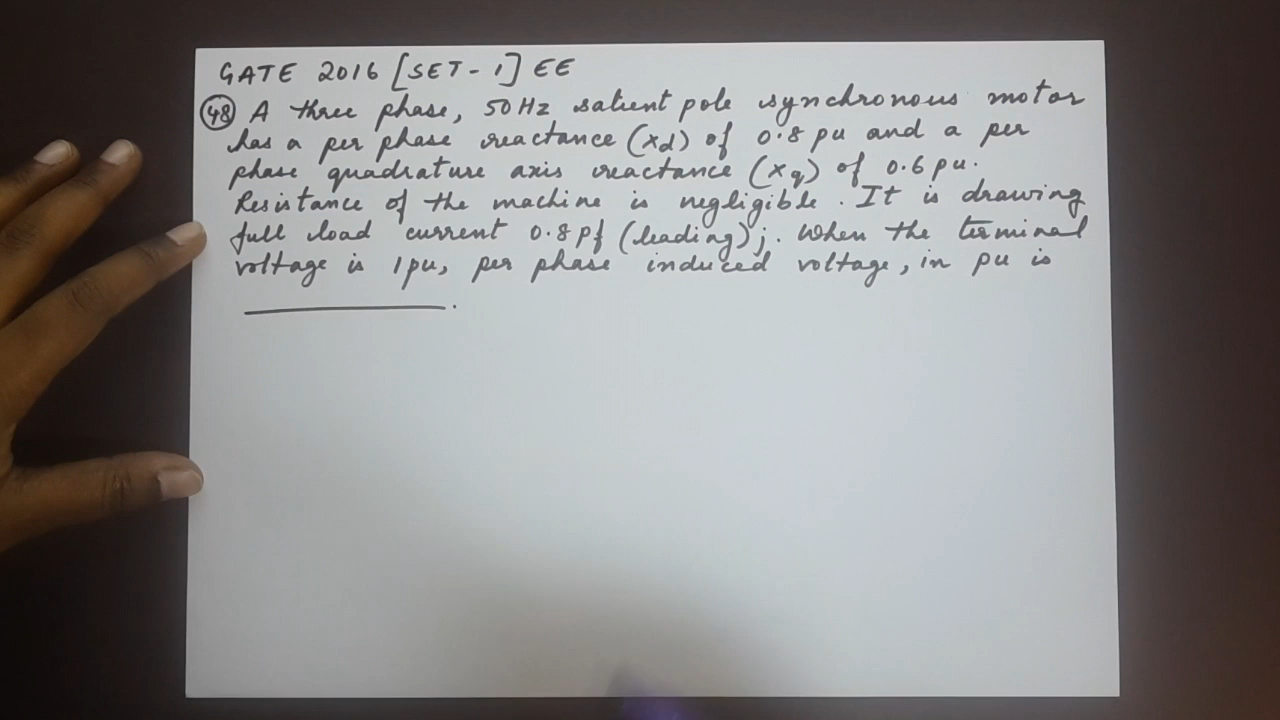 GATE 2016 [SET-1] EE
48 A three phase, 50Hz salient pole synchronous motor
has a per phase reactance (xd) of 0.8 pu and a per
phase quadrature axis reactance (xq) of 0.6 pu.
Resistance of the machine is negligible. It is drawing
full load current 0.8 Pf (leading);. When the terminal
voltage is 1pu, per phase induced voltage, in pu is
__________.